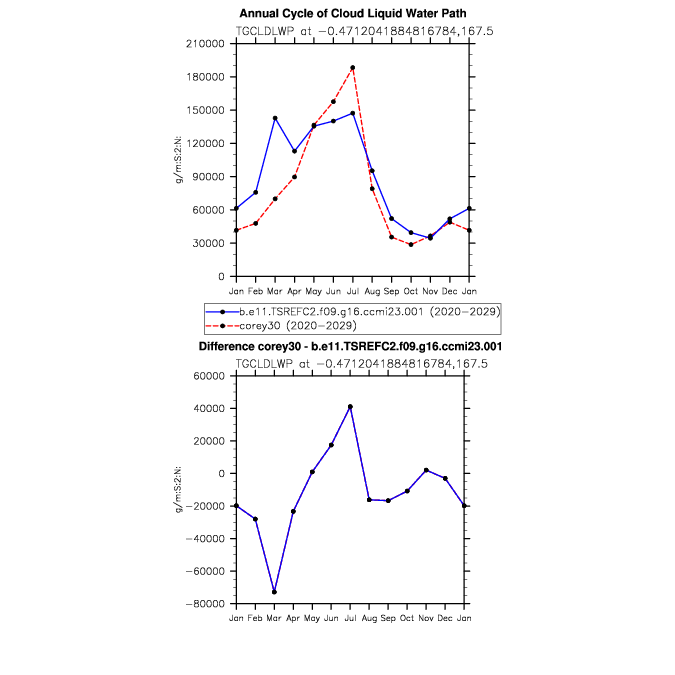 Annual Cycle of Cloud Liquid Water Path
TGCLDLWP at −0.4712041884816784,167.5
210000
180000
150000
120000
90000
60000
30000
0
g/m:S:2:N:
Jan Feb Mar Apr May Jun Jul Aug Sep Oct Nov Dec Jan
b.e11.TSREFC2.f09.g16.ccmi23.001 (2020−2029)
corey30 (2020−2029)
Difference corey30 - b.e11.TSREFC2.f09.g16.ccmi23.001
TGCLDLWP at −0.4712041884816784,167.5
60000
40000
20000
0
−20000
−40000
−60000
−80000
g/m:S:2:N:
Jan Feb Mar Apr May Jun Jul Aug Sep Oct Nov Dec Jan